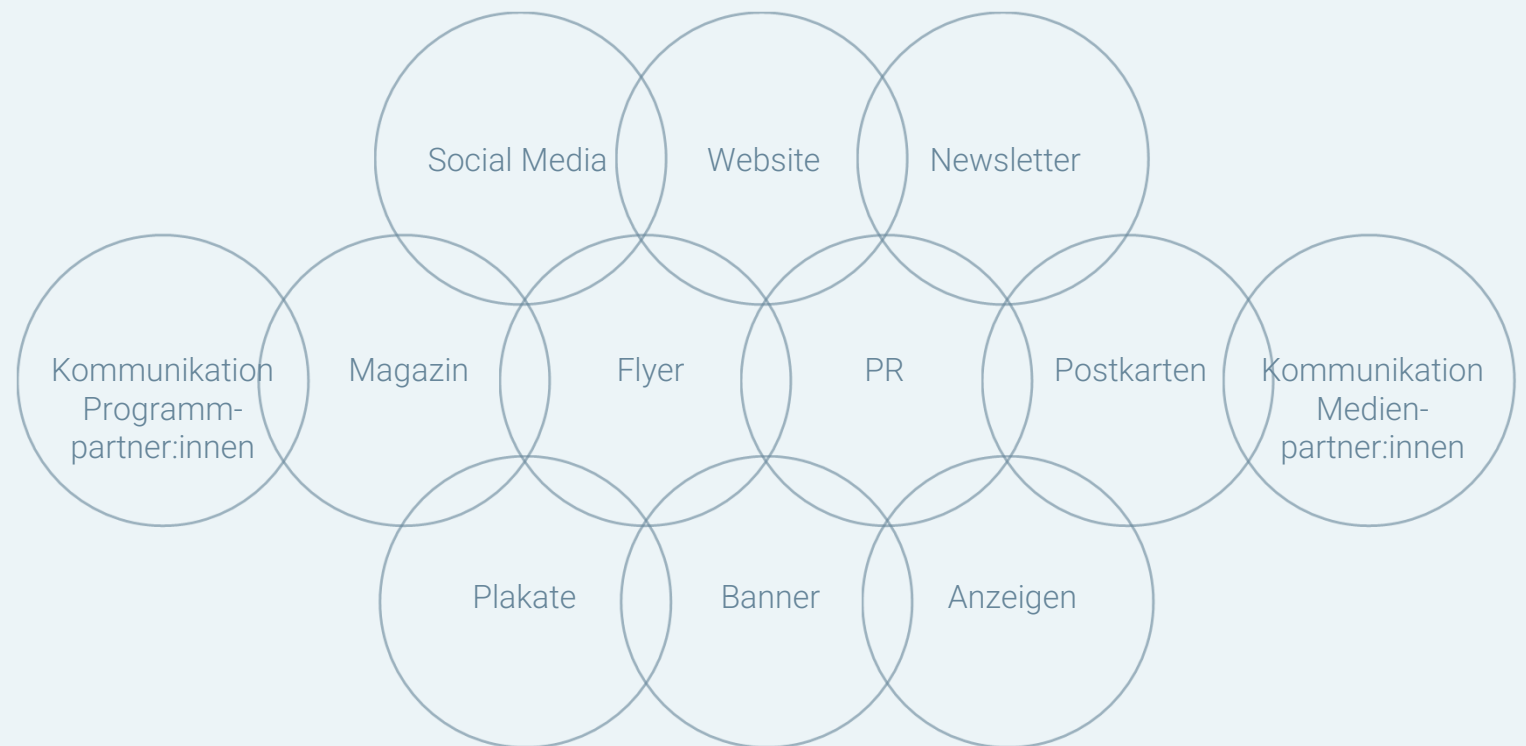 Social Media
Website
Newsletter
Kommunikation
Programm-
partner:innen
Magazin
Flyer
PR
Postkarten
Kommunikation
Medien-
partner:innen
Plakate
Banner
Anzeigen